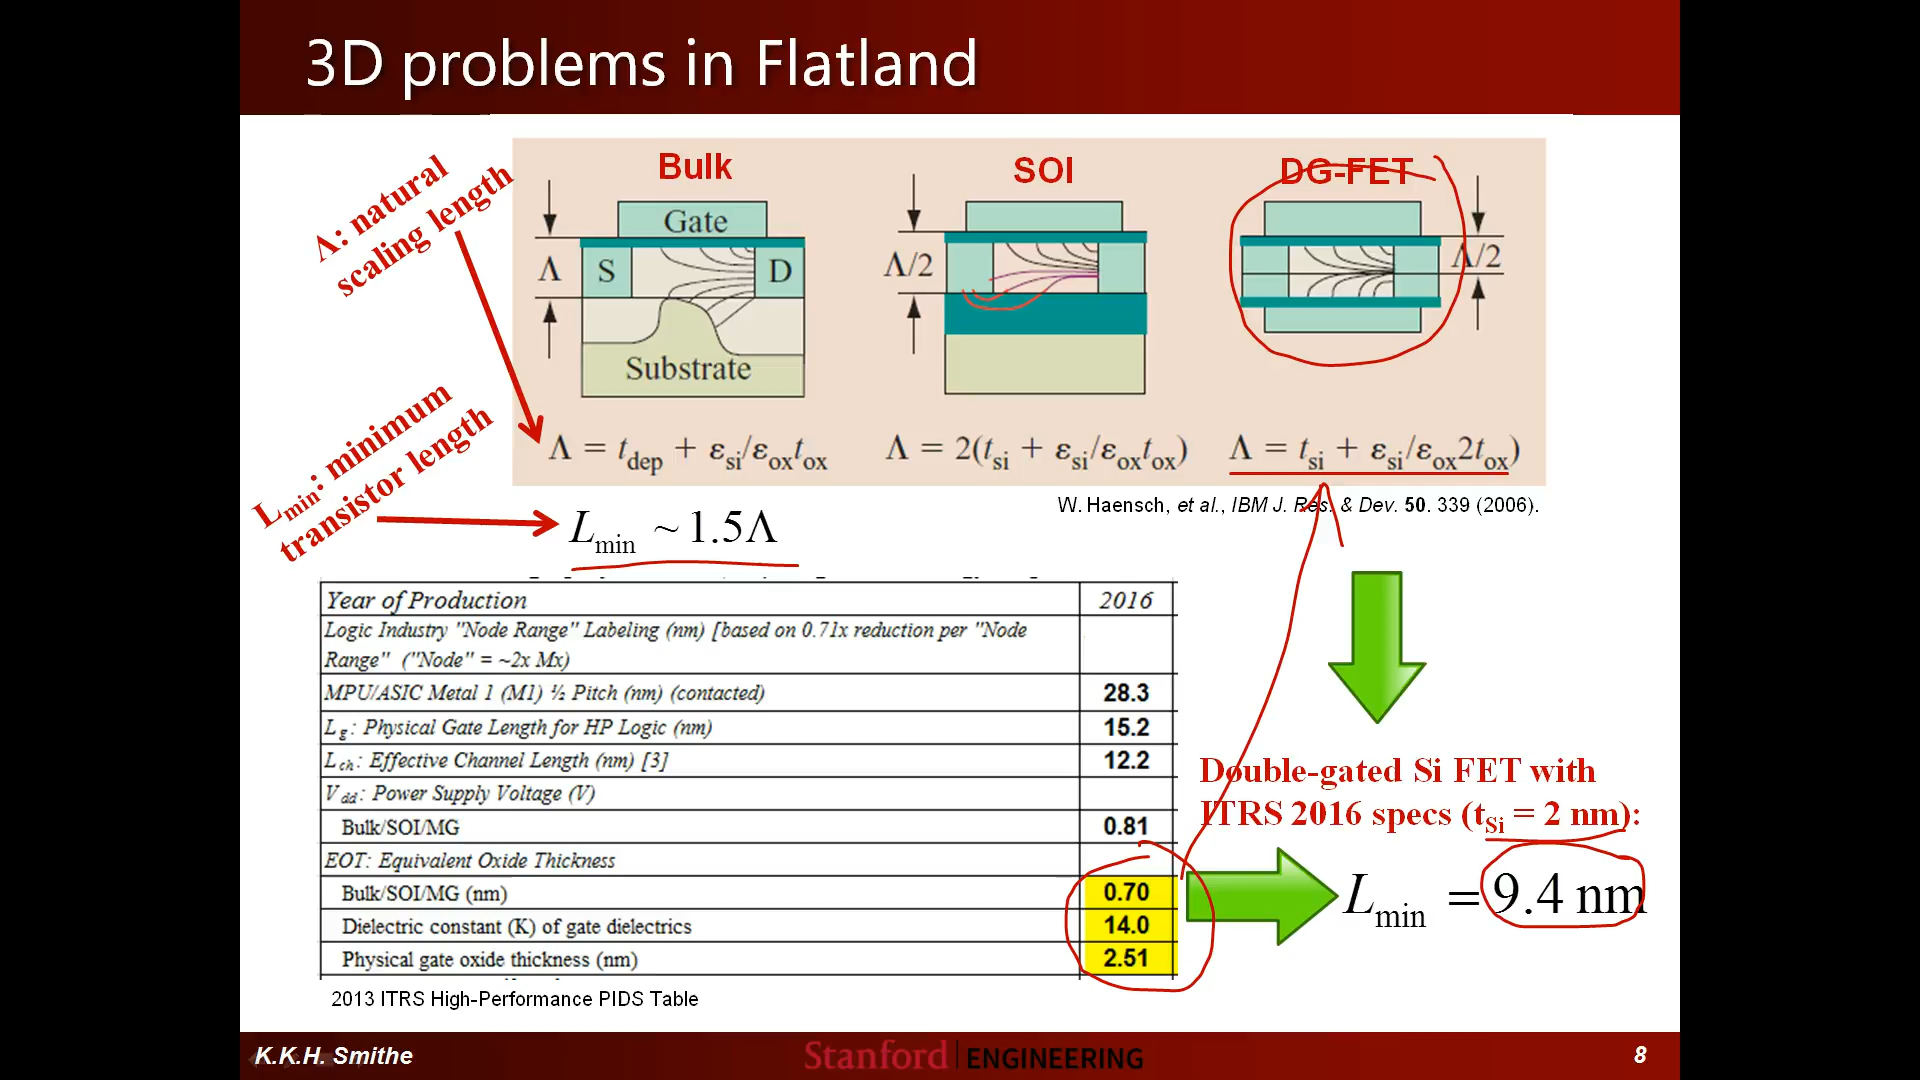 3D problems in Flatland
Λ: natural
scaling length
Bulk
SOI
DG-FET
Gate
Λ
S
D
Substrate
Λ/2
Λ/2
Λ = t_dep + ε_si/ε_ox t_ox
Λ = 2(t_si + ε_si/ε_ox t_ox)
Λ = t_si + ε_si/ε_ox 2t_ox)
W. Haensch, et al., IBM J. Res. & Dev. 50. 339 (2006).
L_min: minimum
transistor length
L_min ~ 1.5Λ
Year of Production 2016
Logic Industry "Node Range" Labeling (nm) [based on 0.71x reduction per "Node
Range" ("Node" = ~2x Mx)
MPU/ASIC Metal 1 (M1) ½ Pitch (nm) (contacted) 28.3
L_g: Physical Gate Length for HP Logic (nm) 15.2
L_ch: Effective Channel Length (nm) [3] 12.2
V_dd: Power Supply Voltage (V)
Bulk/SOI/MG 0.81
EOT: Equivalent Oxide Thickness
Bulk/SOI/MG (nm) 0.70
Dielectric constant (K) of gate dielectrics 14.0
Physical gate oxide thickness (nm) 2.51
2013 ITRS High-Performance PIDS Table
Double-gated Si FET with
ITRS 2016 specs (t_Si = 2 nm):
L_min = 9.4 nm
K.K.H. Smithe
Stanford | ENGINEERING
8